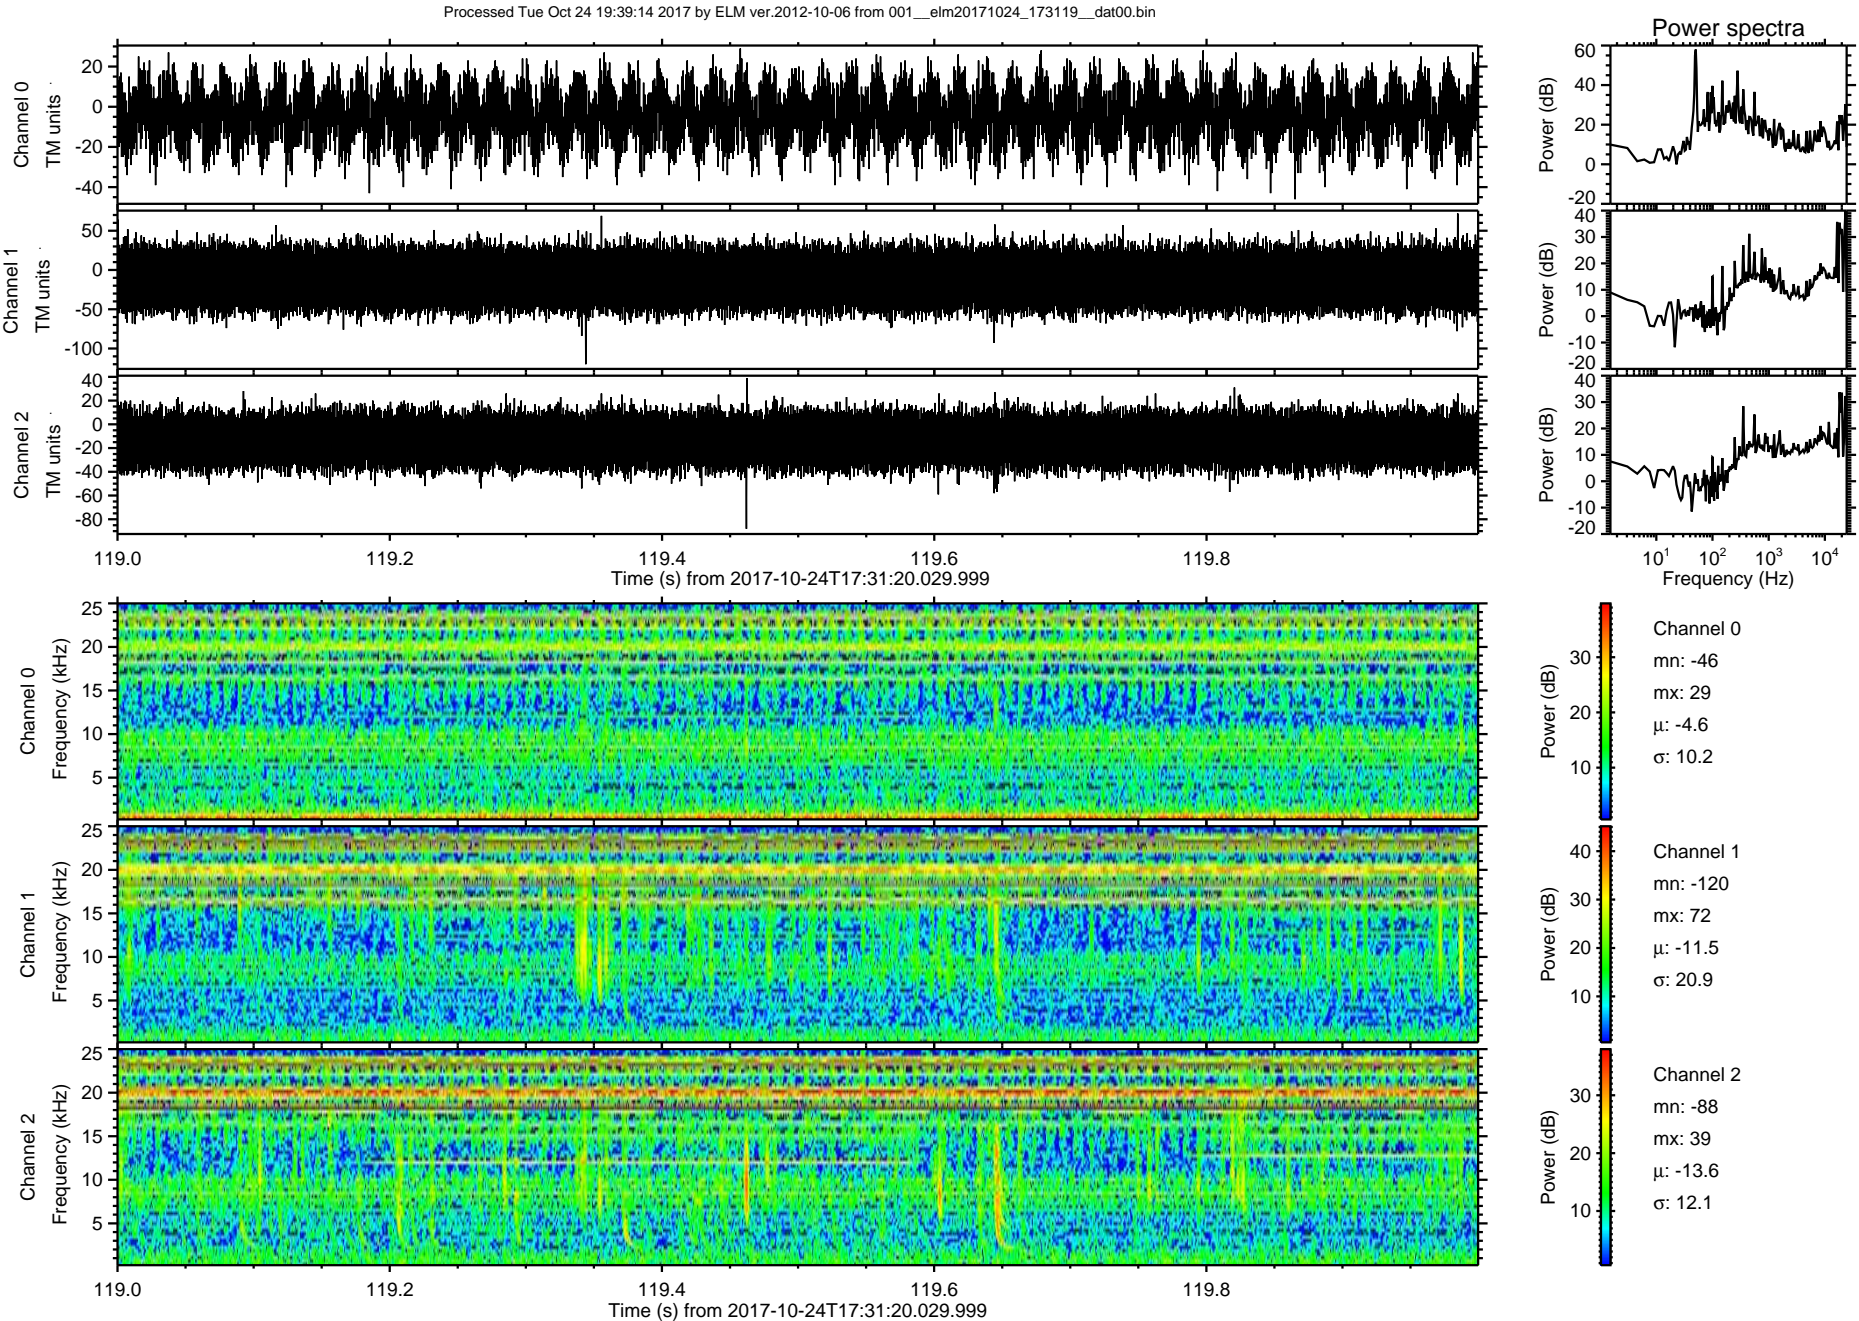 Processed Tue Oct 24 19:39:14 2017 by ELM ver.2012-10-06 from 001__elm20171024_173119__dat00.bin
Power spectra
Channel 0
TM units
20
0
-20
-40
Power (dB)
60
40
20
0
-20
Channel 1
TM units
50
0
-50
-100
Power (dB)
40
30
20
10
0
-10
-20
Channel 2
TM units
40
20
0
-20
-40
-60
-80
Power (dB)
40
30
20
10
0
-10
-20
119.0 119.2 119.4 119.6 119.8
Time (s) from 2017-10-24T17:31:20.029.999
10¹ 10² 10³ 10⁴
Frequency (Hz)
Channel 0
Frequency (kHz)
25
20
15
10
5
Power (dB)
30
20
10
Channel 0
mn: -46
mx: 29
μ: -4.6
σ: 10.2
Channel 1
Frequency (kHz)
25
20
15
10
5
Power (dB)
40
30
20
10
Channel 1
mn: -120
mx: 72
μ: -11.5
σ: 20.9
Channel 2
Frequency (kHz)
25
20
15
10
5
Power (dB)
30
20
10
Channel 2
mn: -88
mx: 39
μ: -13.6
σ: 12.1
119.0 119.2 119.4 119.6 119.8
Time (s) from 2017-10-24T17:31:20.029.999